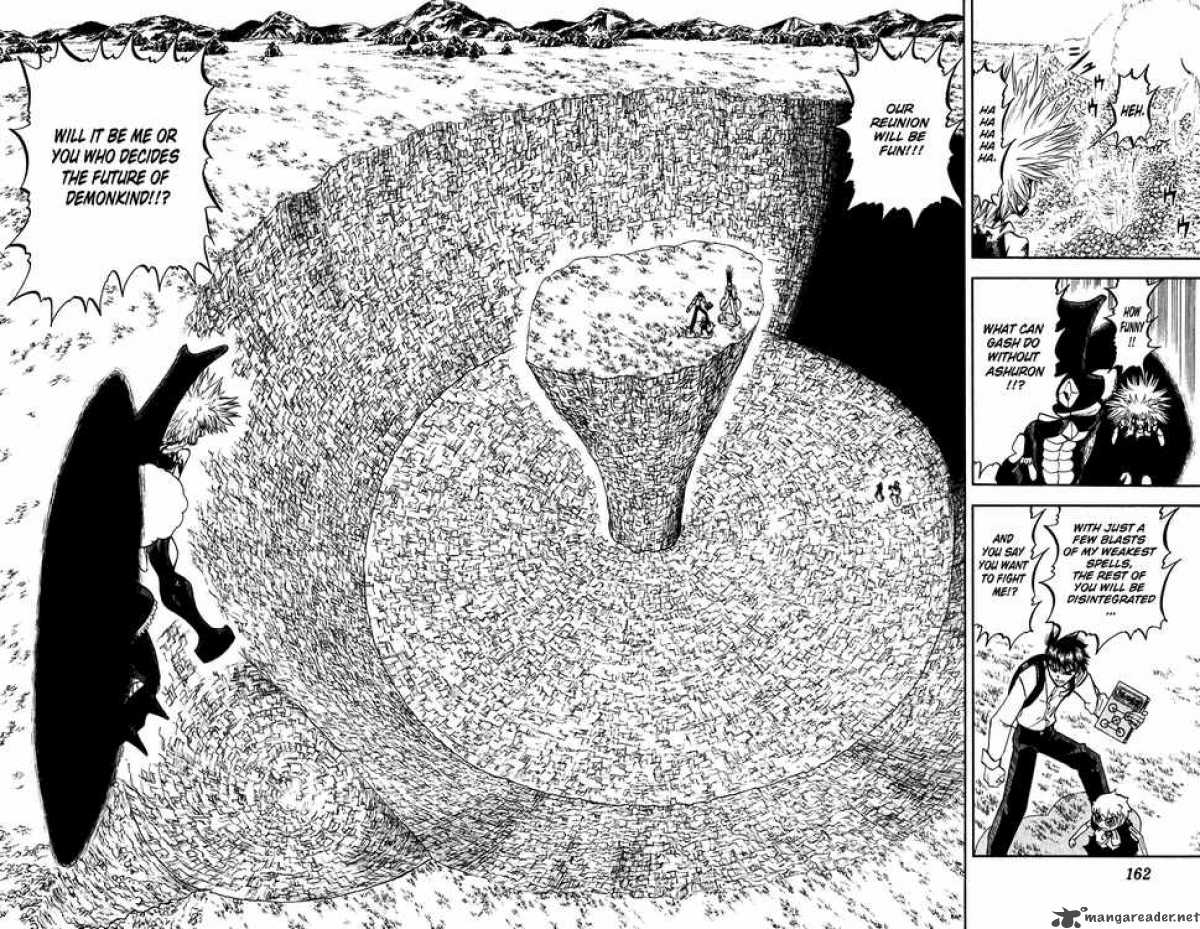 HEH.
HA
HA
HA
HA
HA.
HOW
FUNNY
!!
WHAT CAN
GASH DO
WITHOUT
ASHURON
!!?
WITH JUST A
FEW BLASTS
OF MY WEAKEST
SPELLS,
THE REST OF
YOU WILL BE
DISINTEGRATED
...
AND
YOU SAY
YOU WANT
TO FIGHT
ME!?
OUR
REUNION
WILL BE
FUN!!!
WILL IT BE ME OR
YOU WHO DECIDES
THE FUTURE OF
DEMONKIND!!?
162
mangareader.net